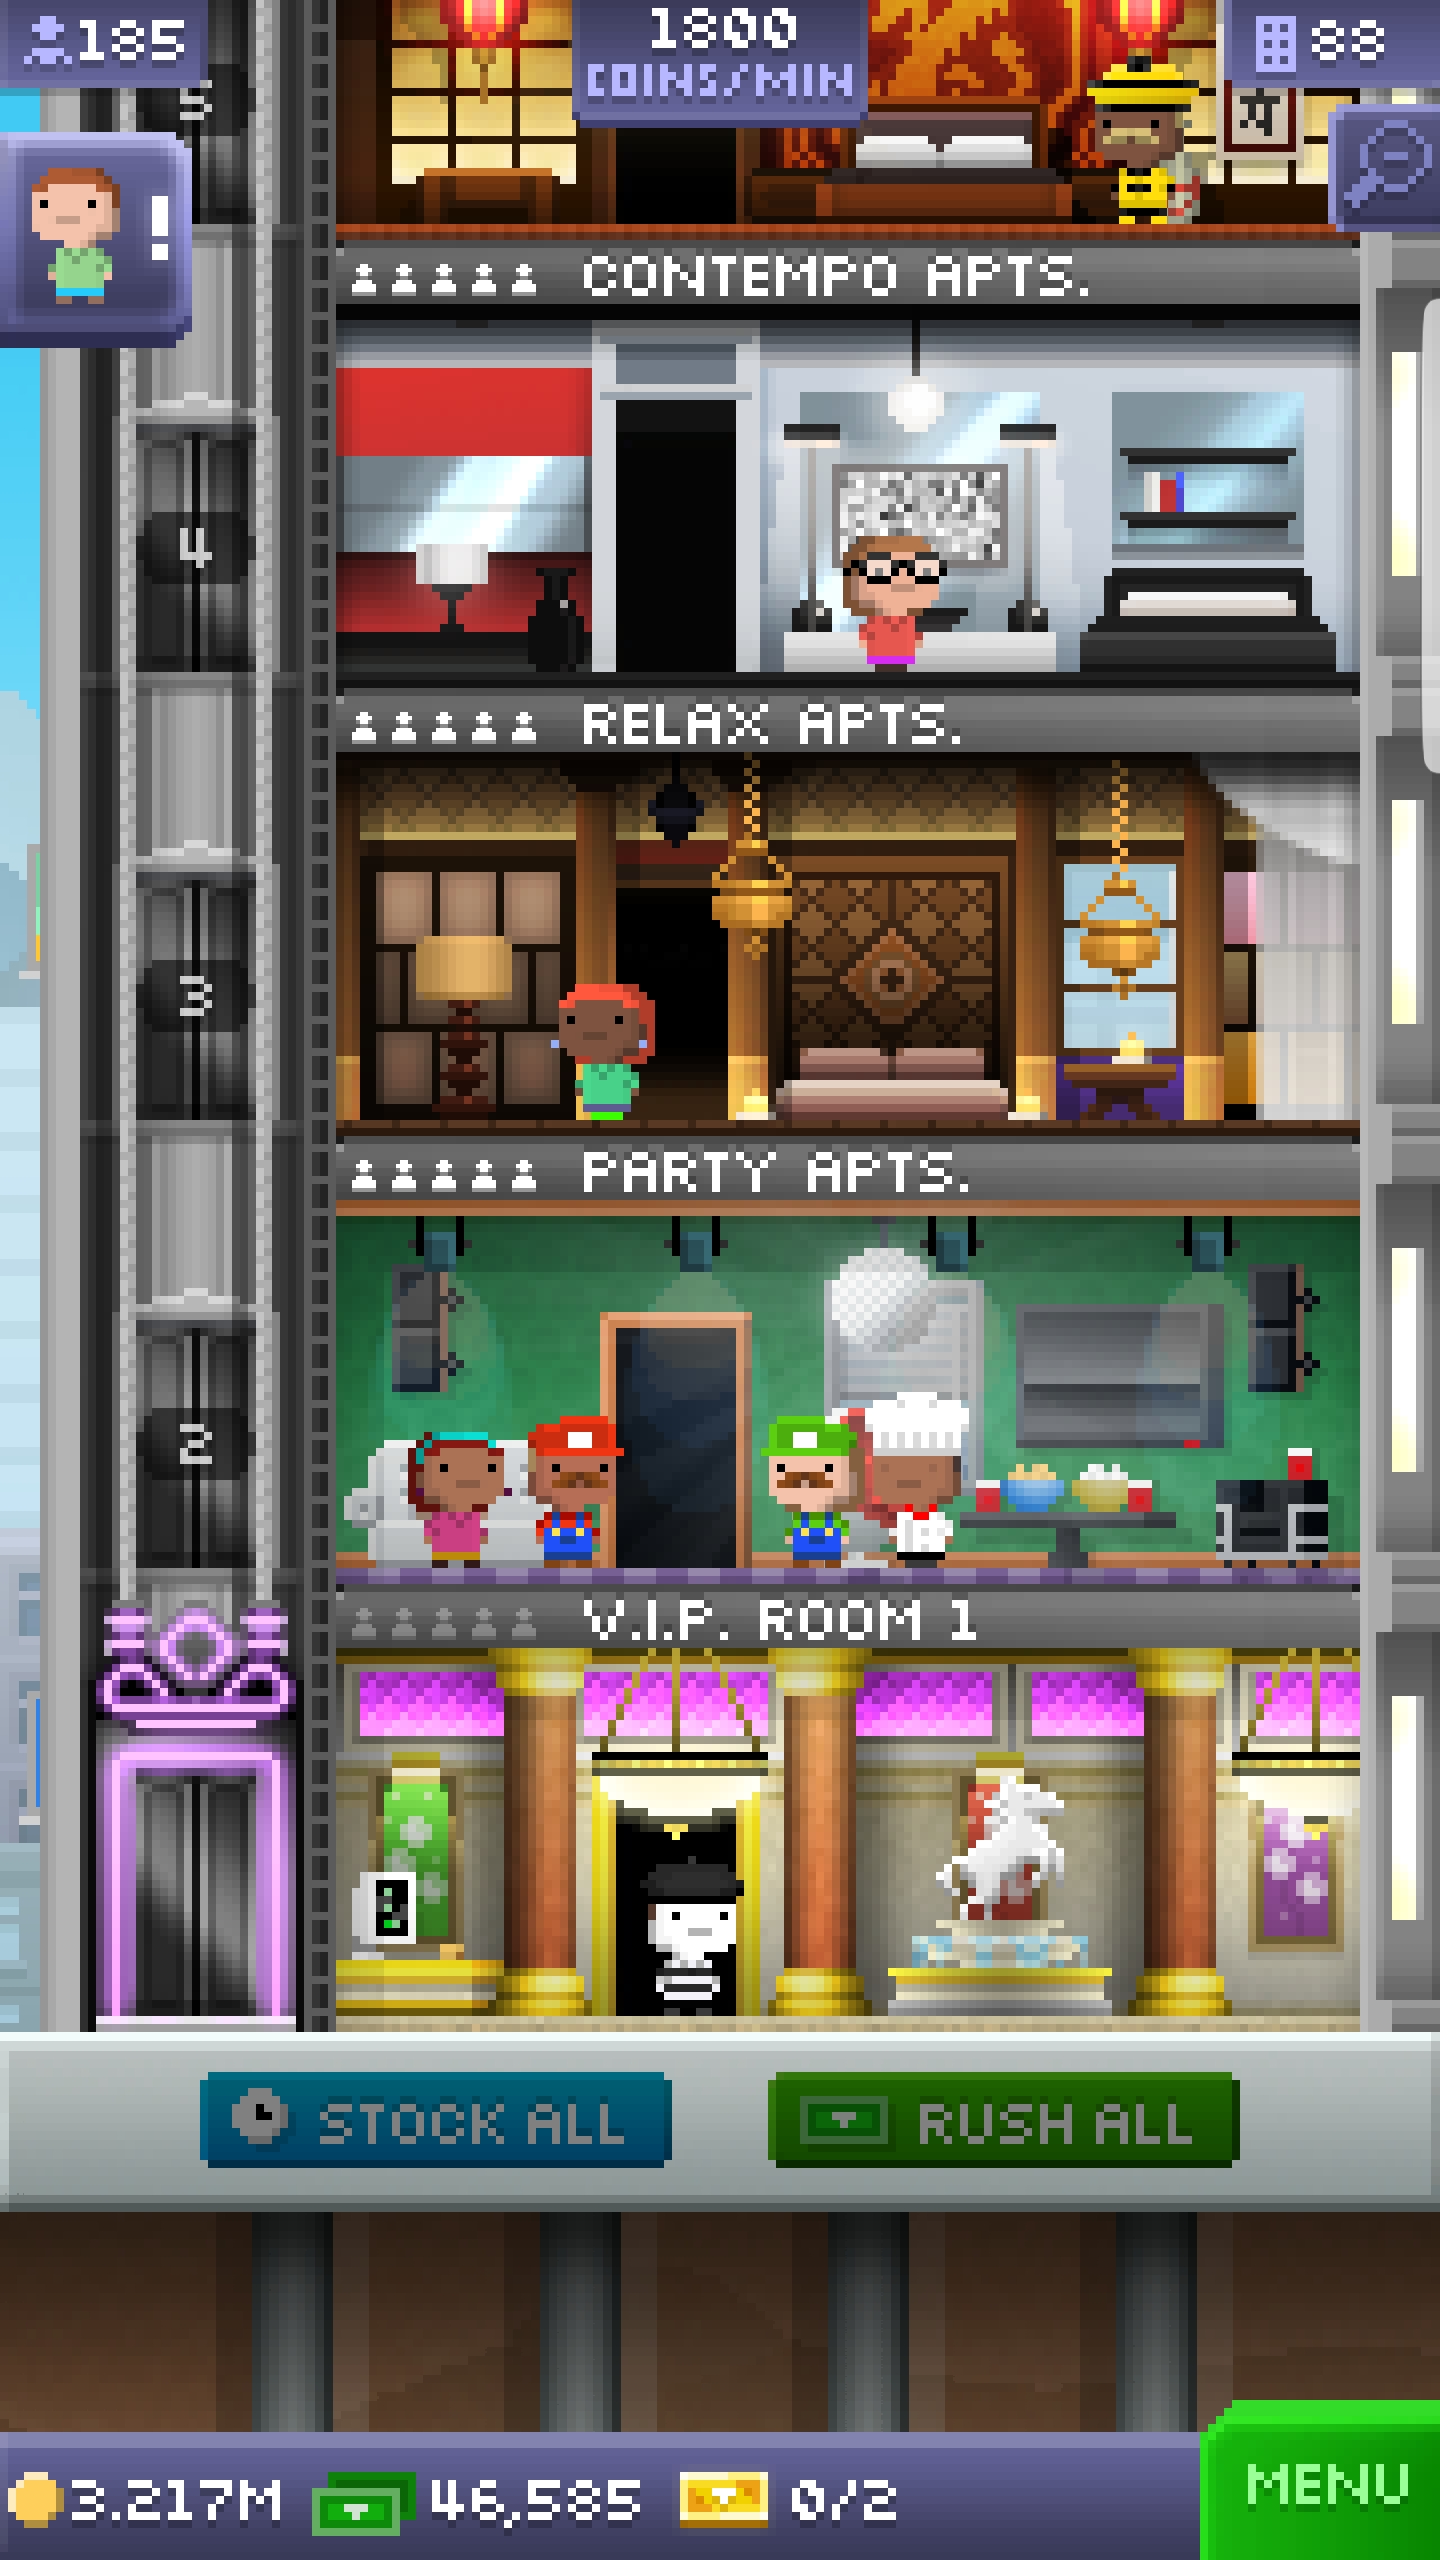 185
1800
COINS/MIN
88
5
!
CONTEMPO APTS.
4
RELAX APTS.
3
PARTY APTS.
2
V.I.P. ROOM 1
STOCK ALL
RUSH ALL
3.217M
46,585
0/2
MENU